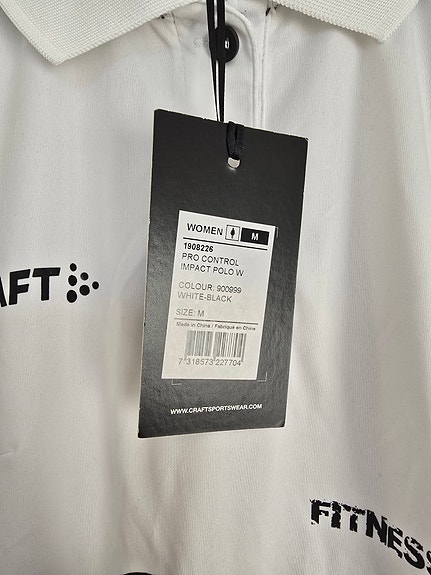 WOMEN M
1908226
PRO CONTROL
IMPACT POLO W
COLOUR: 900999
WHITE-BLACK
SIZE: M
Made in China / Fabriqué en Chine
7 318573 227704
WWW.CRAFTSPORTSWEAR.COM
AFT
FITNESS